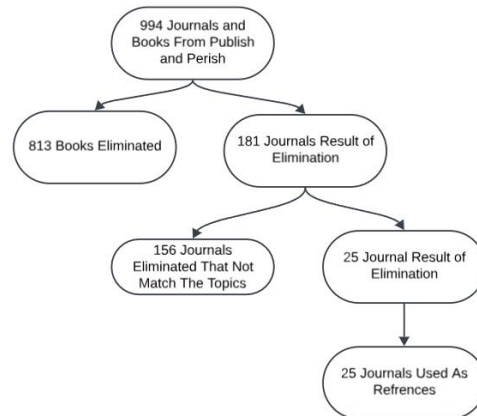 994 Journals and
Books From Publish
and Perish
813 Books Eliminated
181 Journals Result of
Elimination
156 Journals
Eliminated That Not
Match The Topics
25 Journal Result of
Elimination
25 Journals Used As
Refrences